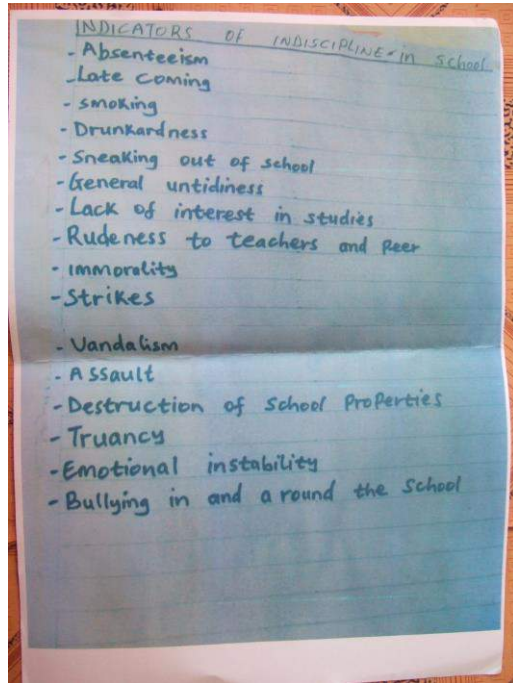 INDICATORS OF INDISCIPLINE - in School
- Absenteeism
- Late coming
- smoking
- Drunkardness
- Sneaking out of school
- General untidiness
- Lack of interest in studies
- Rudeness to teachers and Peer
- immorality
- Strikes
- Vandalism
- Assault
- Destruction of School Properties
- Truancy
- Emotional instability
- Bullying in and around the School